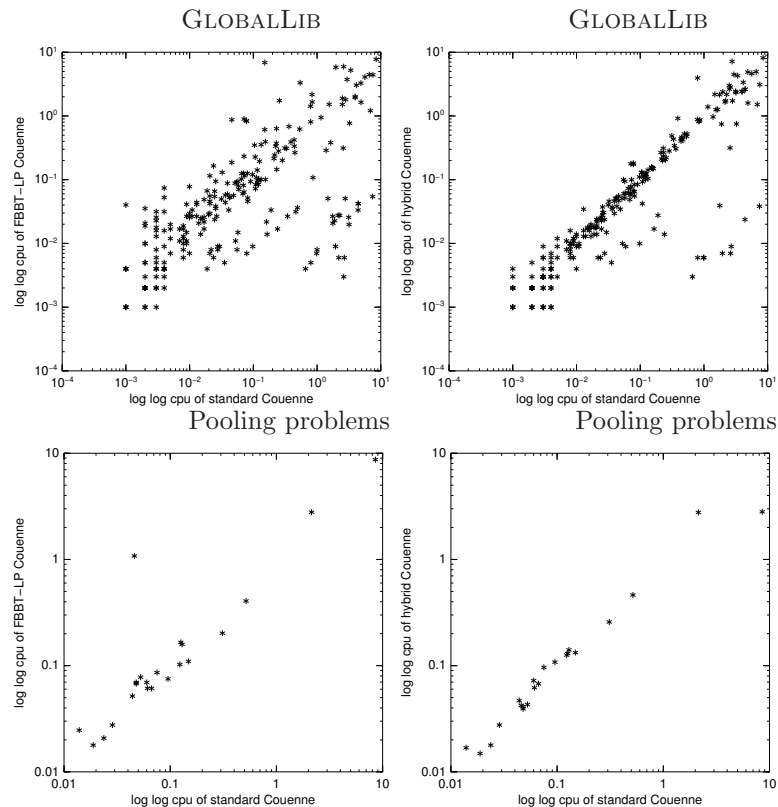 GLOBALLIB
10^1
10^0
10^−1
10^−2
10^−3
10^−4
10^−4 10^−3 10^−2 10^−1 10^0 10^1
log log cpu of FBBT−LP Couenne
log log cpu of standard Couenne
GLOBALLIB
10^1
10^0
10^−1
10^−2
10^−3
10^−4
10^−4 10^−3 10^−2 10^−1 10^0 10^1
log log cpu of hybrid Couenne
log log cpu of standard Couenne
Pooling problems
10
1
0.1
0.01
0.01 0.1 1 10
log log cpu of FBBT−LP Couenne
log log cpu of standard Couenne
Pooling problems
10
1
0.1
0.01
0.01 0.1 1 10
log log cpu of hybrid Couenne
log log cpu of standard Couenne